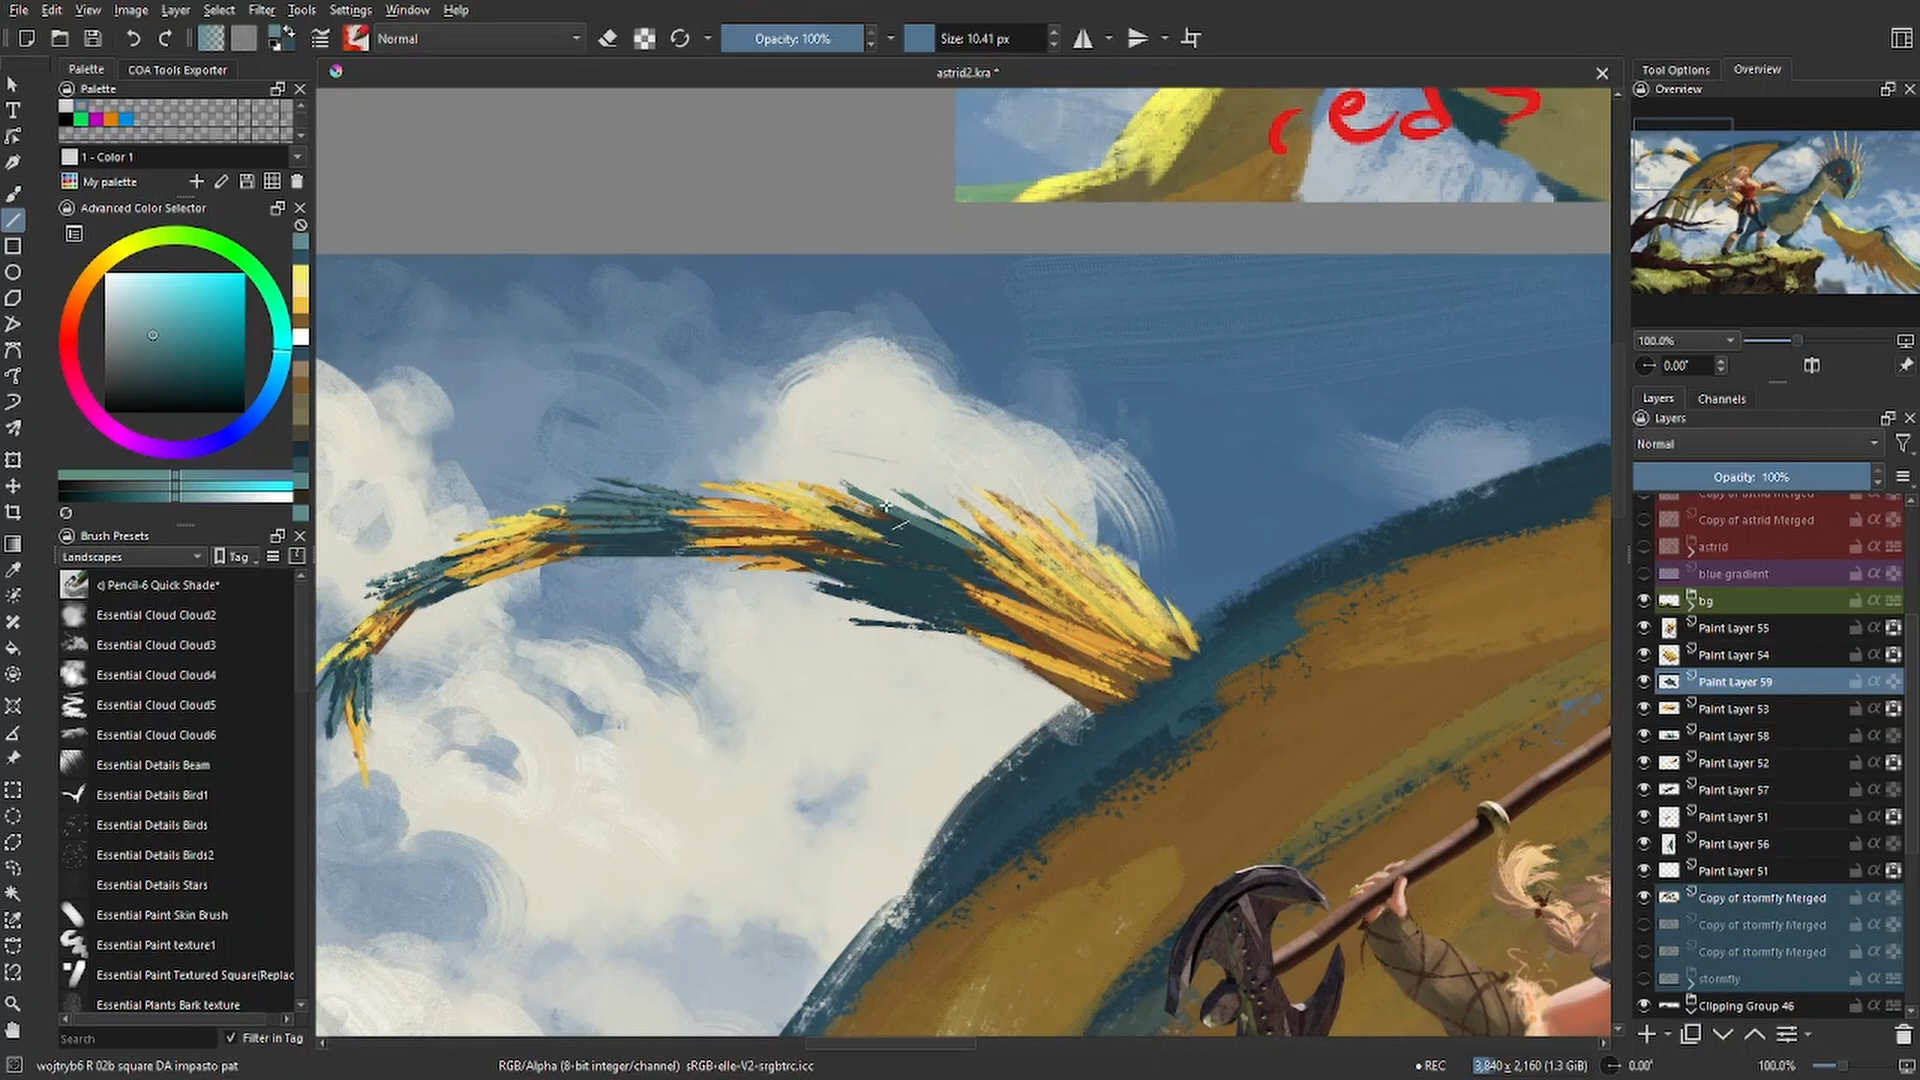 File Edit View Image Layer Select Filter Tools Settings Window Help
Normal
Opacity: 100%
Size: 10.41 px
Palette
COA Tools Exporter
astrid2.kra *
Tool Options
Overview
Palette
Overview
reds
1 - Color 1
My palette
Advanced Color Selector
100.0%
0.00°
Layers
Channels
Layers
Normal
Opacity: 100%
Copy of astrid Merged
Copy of astrid Merged
astrid
blue gradient
bg
Paint Layer 55
Paint Layer 54
Paint Layer 59
Paint Layer 53
Paint Layer 58
Paint Layer 52
Paint Layer 57
Paint Layer 51
Paint Layer 56
Paint Layer 51
Copy of stormfly Merged
Copy of stormfly Merged
Copy of stormfly Merged
stormfly
Clipping Group 46
Brush Presets
Landscapes
Tag
c) Pencil-6 Quick Shade*
Essential Cloud Cloud2
Essential Cloud Cloud3
Essential Cloud Cloud4
Essential Cloud Cloud5
Essential Cloud Cloud6
Essential Details Beam
Essential Details Bird1
Essential Details Birds
Essential Details Birds2
Essential Details Stars
Essential Paint Skin Brush
Essential Paint texture1
Essential Paint Textured Square(Replac
Essential Plants Bark texture
Search
Filter in Tag
wojtryb6 R 02b square DA impasto pat
RGB/Alpha (8-bit integer/channel) sRGB-elle-V2-srgbtrc.icc
REC
3,840 x 2,160 (1.3 GiB)
0.00°
100.0%